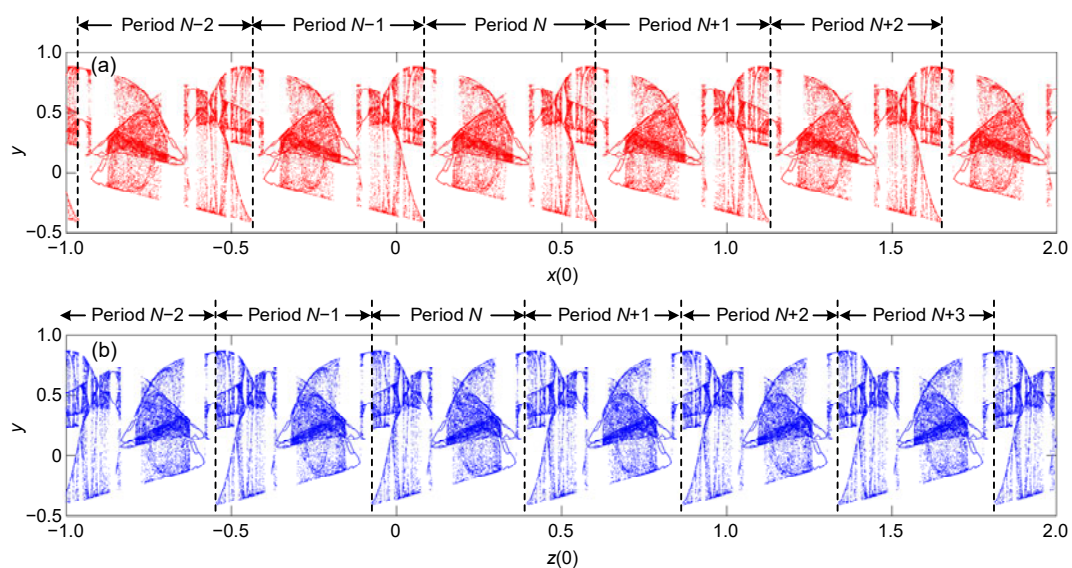 Period N−2 Period N−1 Period N Period N+1 Period N+2
(a)
1.0
0.5
0
−0.5
y
−1.0 −0.5 0 0.5 1.0 1.5 2.0
x(0)
Period N−2 Period N−1 Period N Period N+1 Period N+2 Period N+3
(b)
1.0
0.5
0
−0.5
y
−1.0 −0.5 0 0.5 1.0 1.5 2.0
z(0)